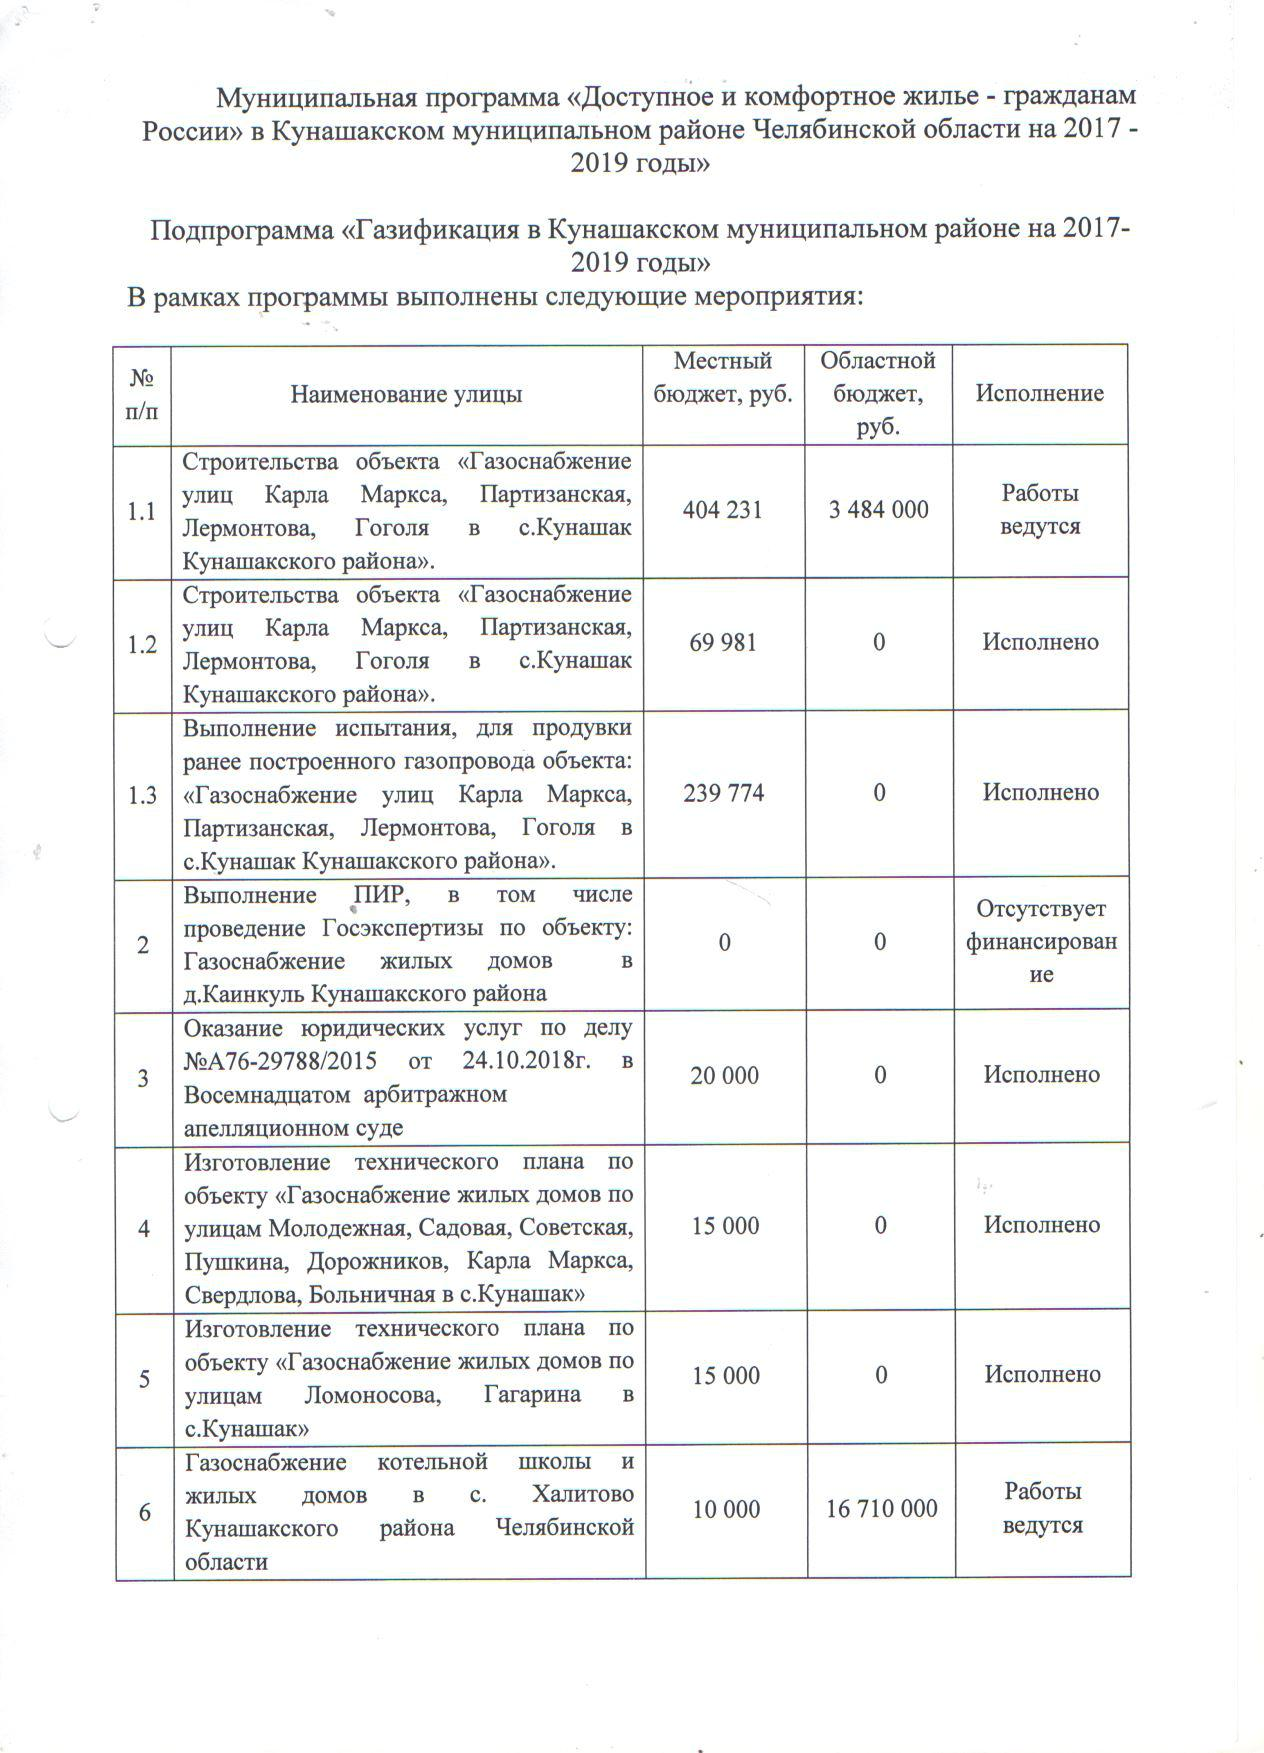 Муниципальная программа «Доступное и комфортное жилье - гражданам
России» в Кунашакском муниципальном районе Челябинской области на 2017 -
2019 годы»
Подпрограмма «Газификация в Кунашакском муниципальном районе на 2017-
2019 годы»
В рамках программы выполнены следующие мероприятия:
№
п/п
Наименование улицы
Местный
бюджет, руб.
Областной
бюджет,
руб.
Исполнение
1.1
Строительства объекта «Газоснабжение
улиц Карла Маркса, Партизанская,
Лермонтова, Гоголя в с.Кунашак
Кунашакского района».
404 231
3 484 000
Работы
ведутся
1.2
Строительства объекта «Газоснабжение
улиц Карла Маркса, Партизанская,
Лермонтова, Гоголя в с.Кунашак
Кунашакского района».
69 981
0
Исполнено
1.3
Выполнение испытания, для продувки
ранее построенного газопровода объекта:
«Газоснабжение улиц Карла Маркса,
Партизанская, Лермонтова, Гоголя в
с.Кунашак Кунашакского района».
239 774
0
Исполнено
2
Выполнение ПИР, в том числе
проведение Госэкспертизы по объекту:
Газоснабжение жилых домов в
д.Каинкуль Кунашакского района
0
0
Отсутствует
финансирован
ие
3
Оказание юридических услуг по делу
№А76-29788/2015 от 24.10.2018г. в
Восемнадцатом арбитражном
апелляционном суде
20 000
0
Исполнено
4
Изготовление технического плана по
объекту «Газоснабжение жилых домов по
улицам Молодежная, Садовая, Советская,
Пушкина, Дорожников, Карла Маркса,
Свердлова, Больничная в с.Кунашак»
15 000
0
Исполнено
5
Изготовление технического плана по
объекту «Газоснабжение жилых домов по
улицам Ломоносова, Гагарина в
с.Кунашак»
15 000
0
Исполнено
6
Газоснабжение котельной школы и
жилых домов в с. Халитово
Кунашакского района Челябинской
области
10 000
16 710 000
Работы
ведутся